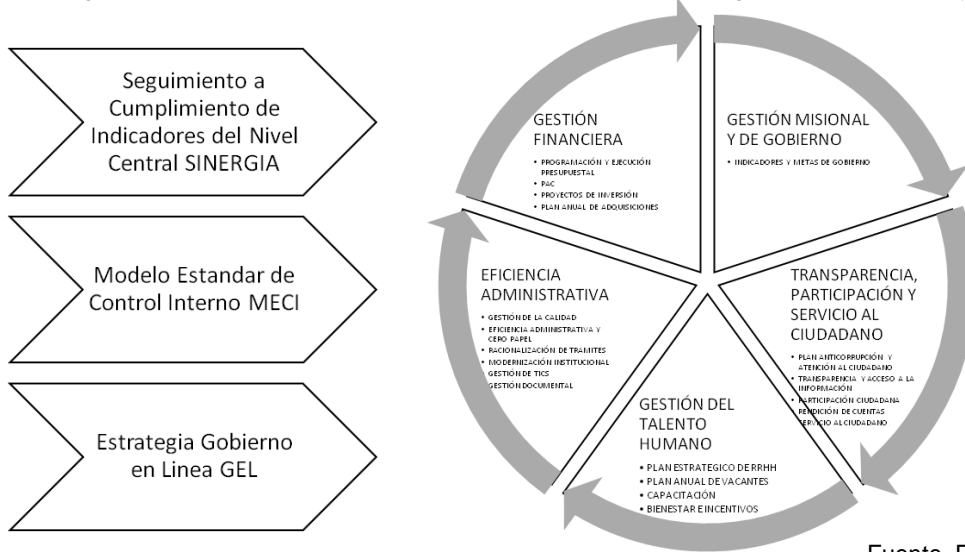 Seguimiento a
Cumplimiento de
Indicadores del Nivel
Central SINERGIA
Modelo Estandar de
Control Interno MECI
Estrategia Gobierno
en Linea GEL
GESTIÓN
FINANCIERA
• PROGRAMACIÓN Y EJECUCIÓN
PRESUPUESTAL
• PAC
• PROYECTOS DE INVERSIÓN
• PLAN ANUAL DE ADQUISICIONES
GESTIÓN MISIONAL
Y DE GOBIERNO
• INDICADORES Y METAS DE GOBIERNO
TRANSPARENCIA,
PARTICIPACIÓN Y
SERVICIO AL
CIUDADANO
• PLAN ANTICORRUPCIÓN Y
ATENCIÓN AL CIUDADANO
• TRANSPARENCIA Y ACCESO A LA
INFORMACIÓN
• PARTICIPACIÓN CIUDADANA
• RENDICIÓN DE CUENTAS
• SERVICIO AL CIUDADANO
GESTIÓN DEL
TALENTO
HUMANO
• PLAN ESTRATEGICO DE RRHH
• PLAN ANUAL DE VACANTES
• CAPACITACIÓN
• BIENESTAR E INCENTIVOS
EFICIENCIA
ADMINISTRATIVA
• GESTIÓN DE LA CALIDAD
• EFICIENCIA ADMINISTRATIVA Y
CERO PAPEL
• RACIONALIZACIÓN DE TRAMITES
• MODERNIZACIÓN INSTITUCIONAL
• GESTIÓN DE TICS
• GESTIÓN DOCUMENTAL